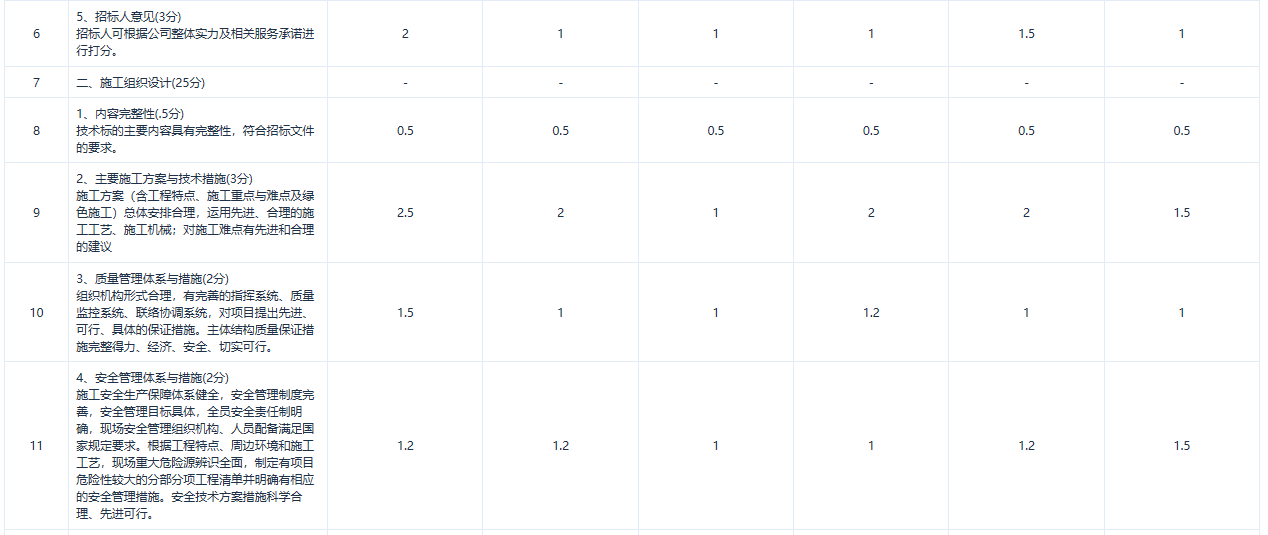 5、招标人意见(3分)
6 招标人可根据公司整体实力及相关服务承诺进 2 1 1 1 1.5 1
行打分。
7 二、施工组织设计(25分) - - - - - -
1、内容完整性(.5分)
8 技术标的主要内容具有完整性，符合招标文件 0.5 0.5 0.5 0.5 0.5 0.5
的要求。
2、主要施工方案与技术措施(3分)
施工方案（含工程特点、施工重点与难点及绿
9 色施工）总体安排合理，运用先进、合理的施 2.5 2 1 2 2 1.5
工工艺、施工机械；对施工难点有先进和合理
的建议
3、质量管理体系与措施(2分)
组织机构形式合理，有完善的指挥系统、质量
10 监控系统、联络协调系统，对项目提出先进、 1.5 1 1 1.2 1 1
可行、具体的保证措施。主体结构质量保证措
施完整得力、经济、安全、切实可行。
4、安全管理体系与措施(2分)
施工安全生产保障体系健全，安全管理制度完
善，安全管理目标具体，全员安全责任制明
确，现场安全管理组织机构、人员配备满足国
11 家规定要求。根据工程特点、周边环境和施工 1.2 1.2 1 1 1.2 1.5
工艺，现场重大危险源辨识全面，制定有项目
危险性较大的分部分项工程清单并明确有相应
的安全管理措施。安全技术方案措施科学合
理、先进可行。